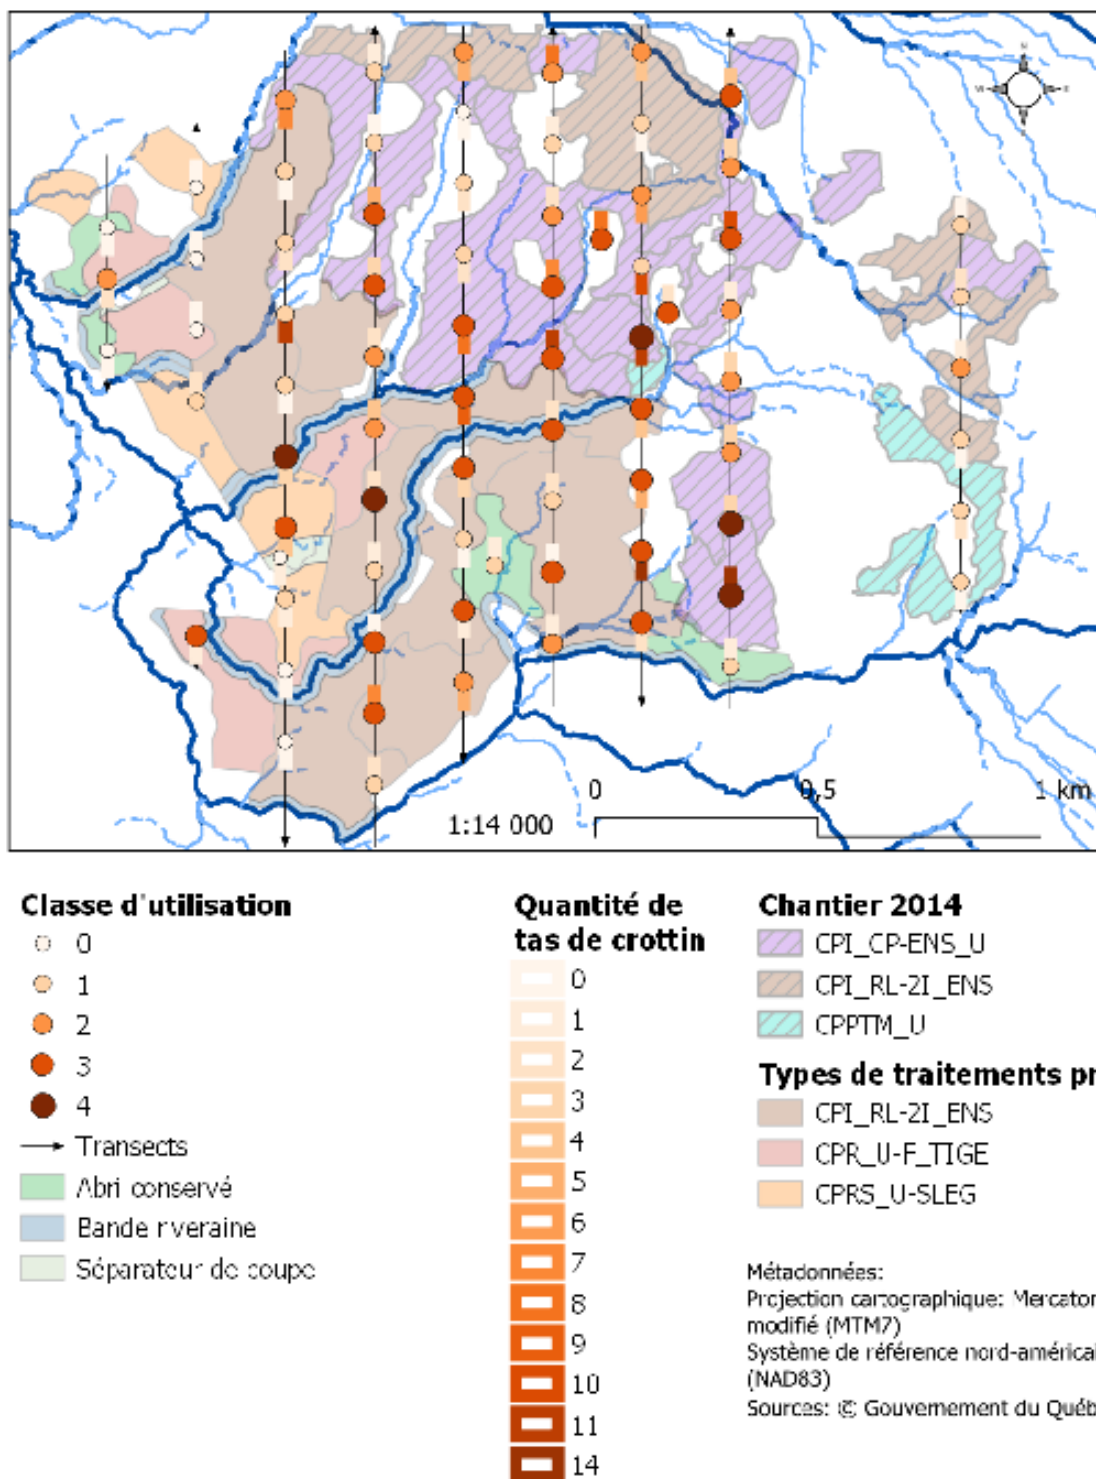 N
W
E
S
0
0,5
1 km
1:14 000
Classe d'utilisation
0
1
2
3
4
Transects
Abri conservé
Bande riveraine
Séparateur de coupe
Quantité de
tas de crottin
0
1
2
3
4
5
6
7
8
9
10
11
14
Chantier 2014
CPI_CP-ENS_U
CPI_RL-2I_ENS
CPPTM_U
Types de traitements pr
CPI_RL-2I_ENS
CPR_U-F_TIGE
CPRS_U-SLEG
Métadonnées:
Projection cartographique: Mercator
modifié (MTM7)
Système de référence nord-américai
(NAD83)
Sources: © Gouvernement du Québ